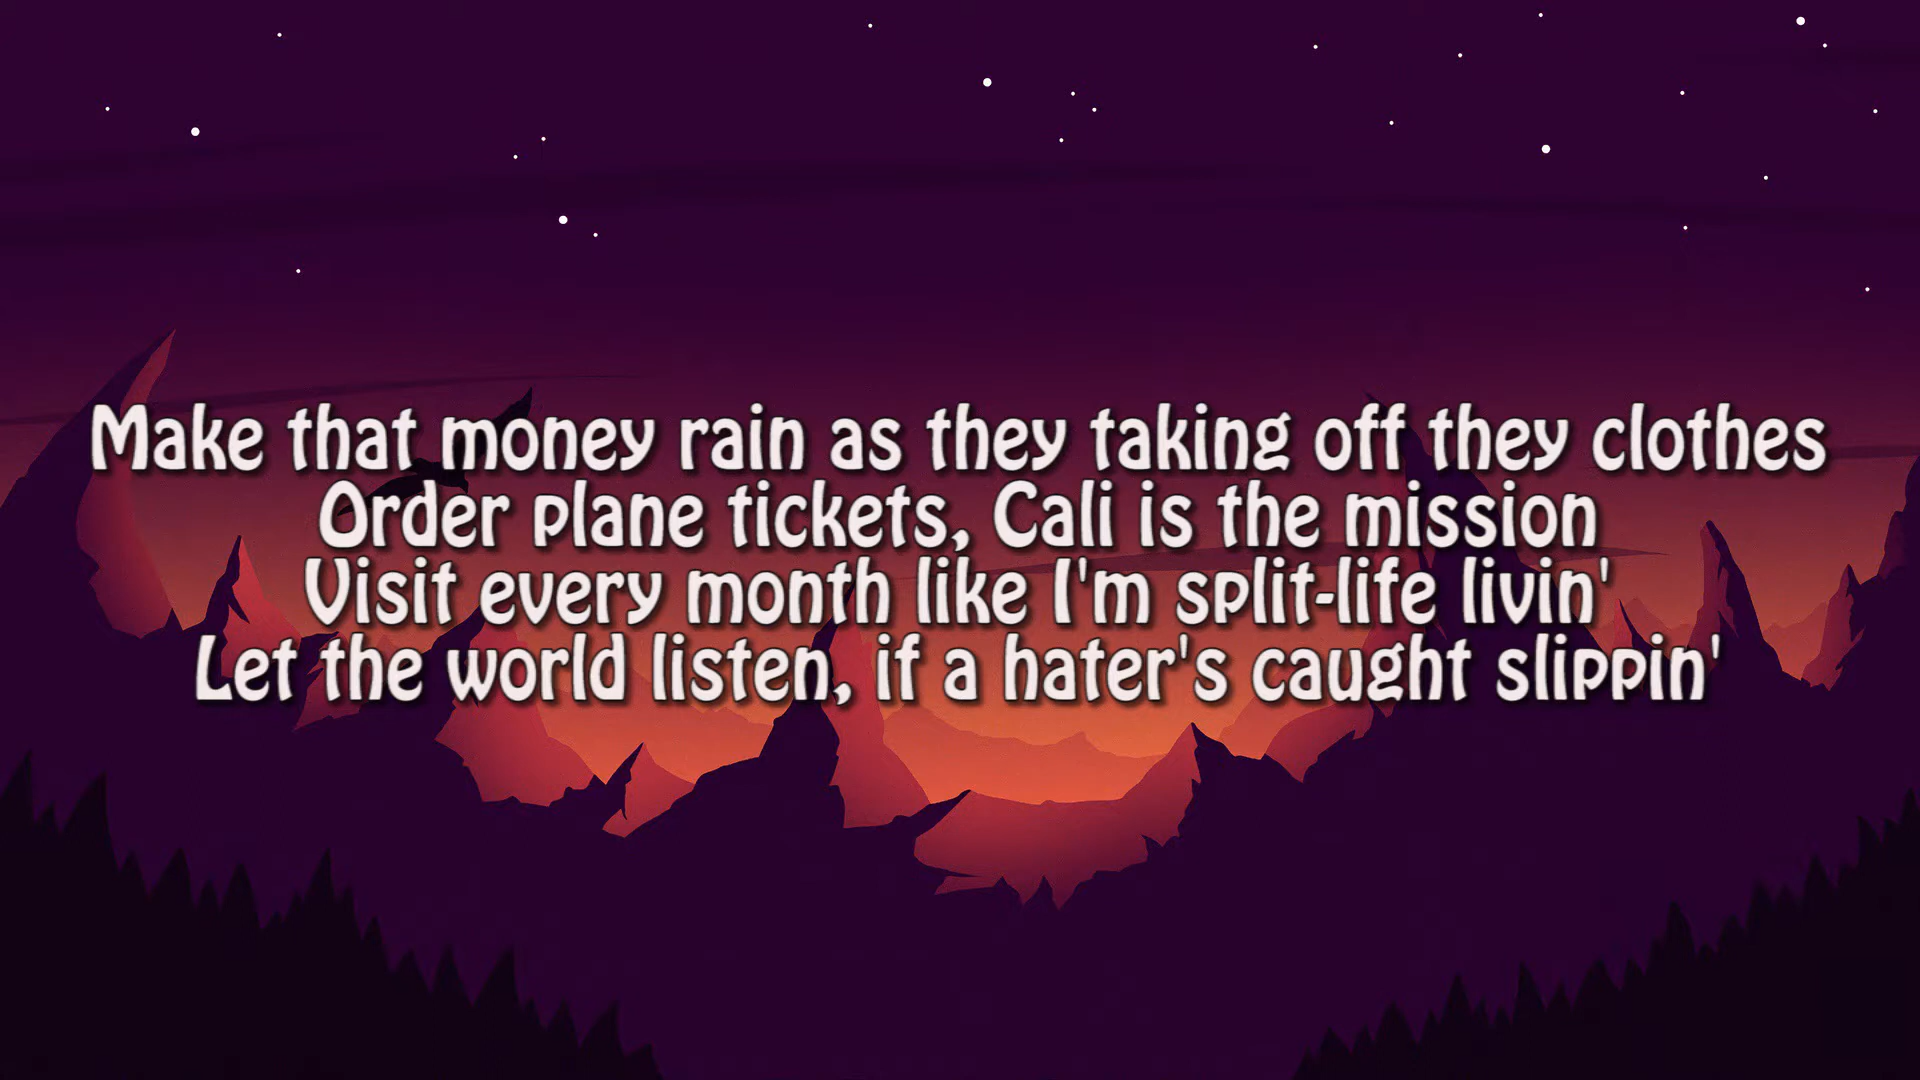 Make that money rain as they taking off they clothes
Order plane tickets, Cali is the mission
Visit every month like I'm split-life livin'
Let the world listen, if a hater's caught slippin'